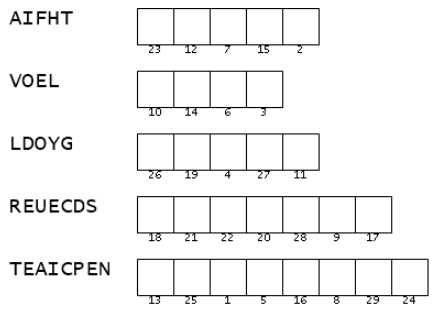 AIFHT
23 12 7 15 2
VOEL
10 14 6 3
LDOYG
26 19 4 27 11
REUECDS
18 21 22 20 28 9 17
TEAICPEN
13 25 1 5 16 8 29 24